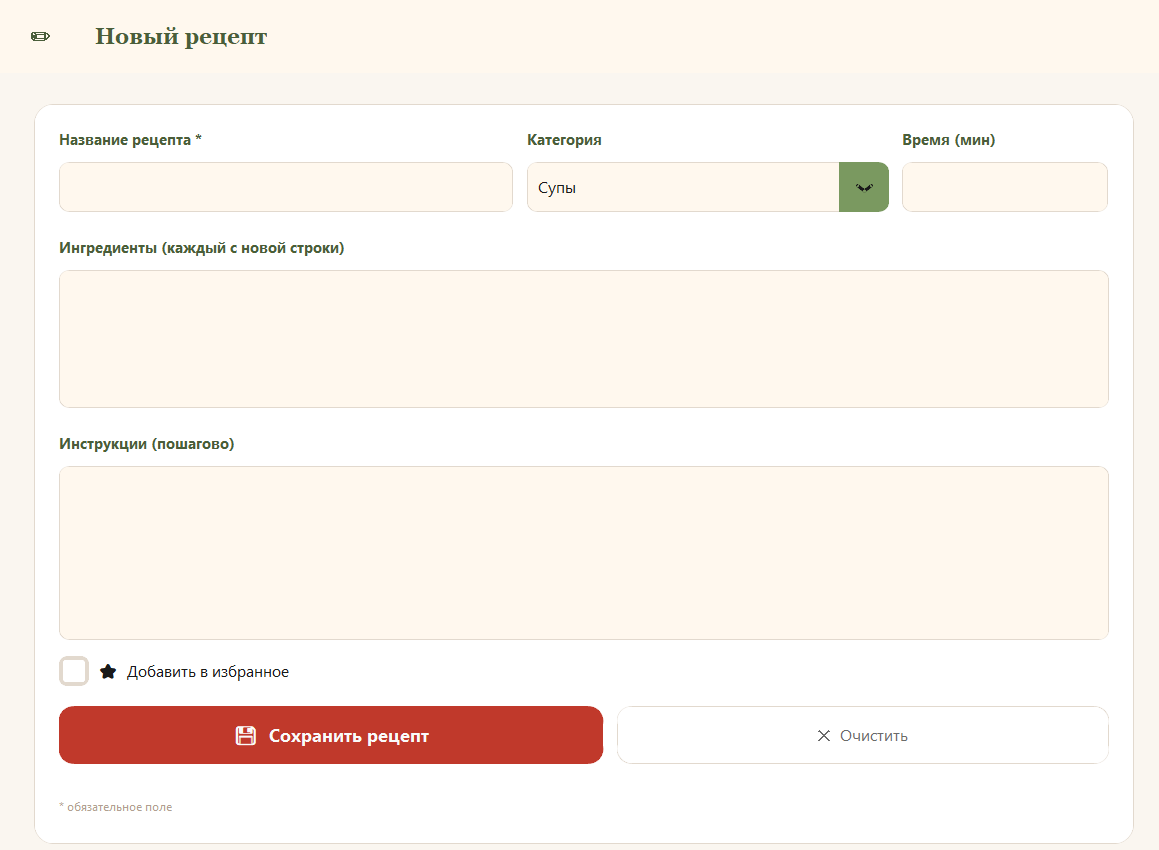 Новый рецепт
Название рецепта *
Категория
Время (мин)
Супы
Ингредиенты (каждый с новой строки)
Инструкции (пошагово)
Добавить в избранное
Сохранить рецепт
Очистить
* обязательное поле